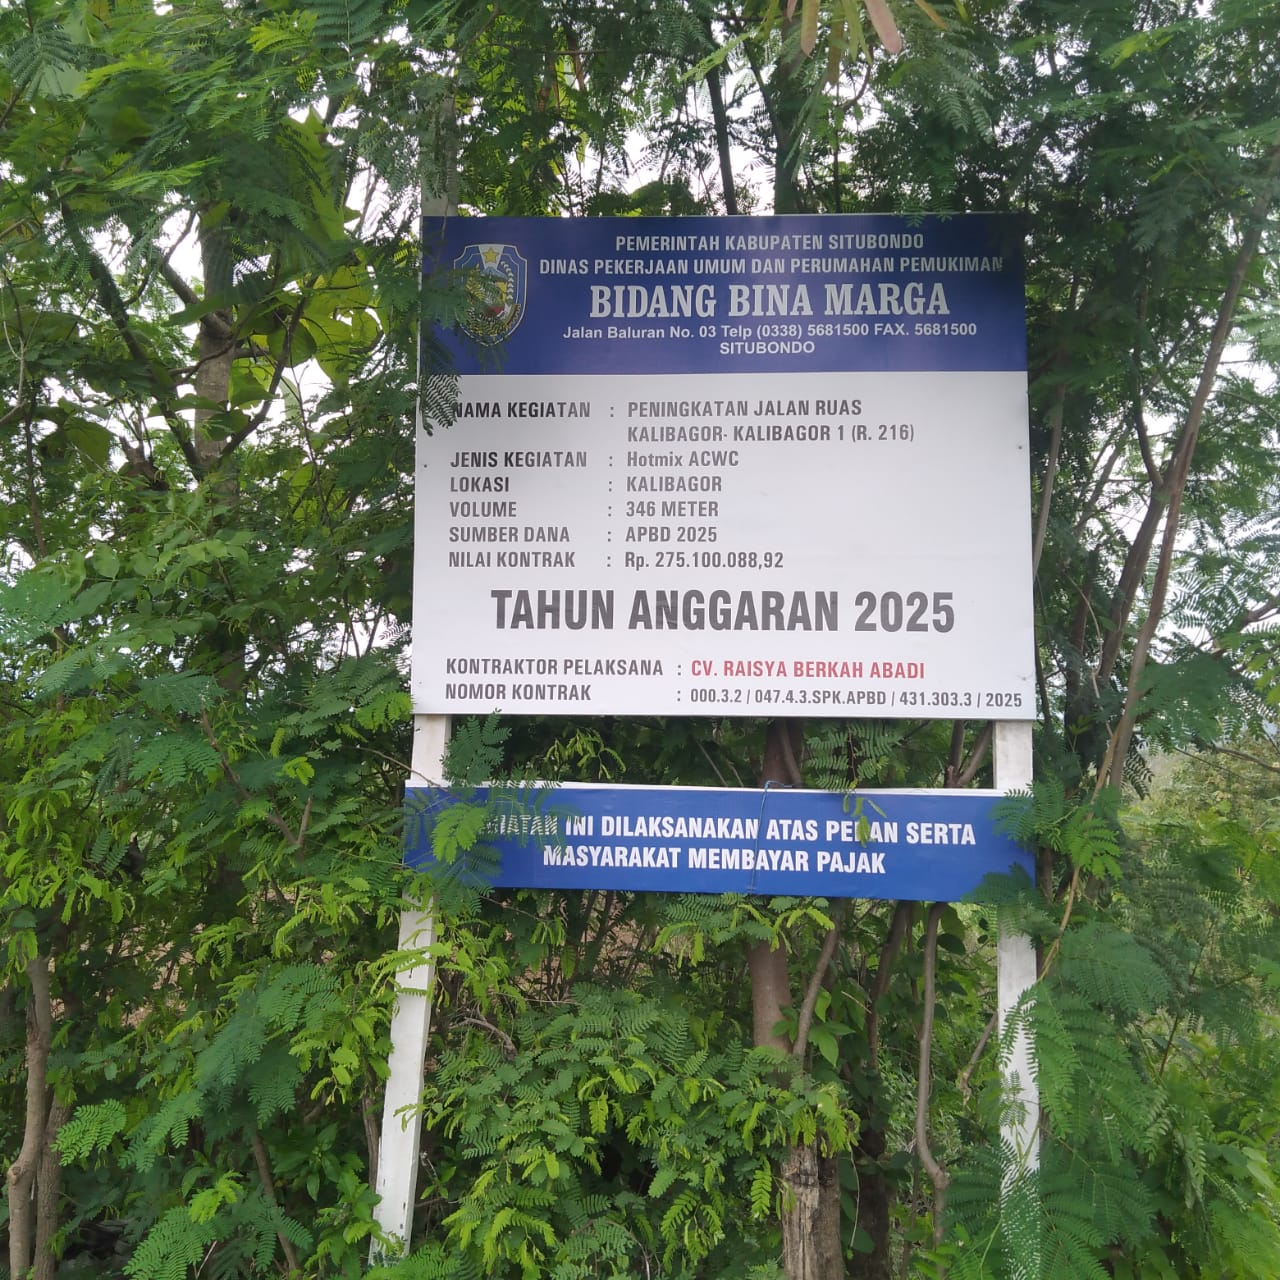 PEMERINTAH KABUPATEN SITUBONDO
DINAS PEKERJAAN UMUM DAN PERUMAHAN PEMUKIMAN
BIDANG BINA MARGA
Jalan Baluran No. 03 Telp (0338) 5681500 FAX. 5681500
SITUBONDO
NAMA KEGIATAN : PENINGKATAN JALAN RUAS
KALIBAGOR- KALIBAGOR 1 (R. 216)
JENIS KEGIATAN : Hotmix ACWC
LOKASI : KALIBAGOR
VOLUME : 346 METER
SUMBER DANA : APBD 2025
NILAI KONTRAK : Rp. 275.100.088,92
TAHUN ANGGARAN 2025
KONTRAKTOR PELAKSANA : CV. RAISYA BERKAH ABADI
NOMOR KONTRAK : 000.3.2 / 047.4.3.SPK.APBD / 431.303.3 / 2025
INI DILAKSANAKAN ATAS PERAN SERTA
MASYARAKAT MEMBAYAR PAJAK